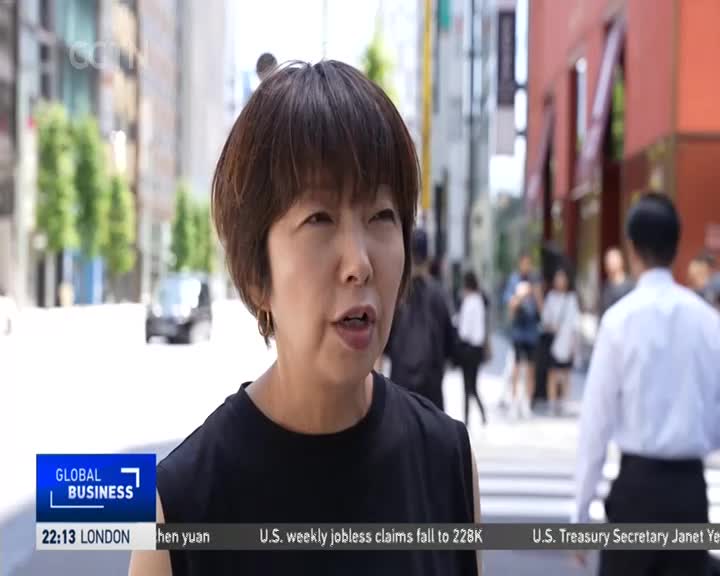 CGTN
GLOBAL
BUSINESS
22:13 LONDON
hen yuan U.S. weekly jobless claims fall to 228K U.S. Treasury Secretary Janet Ye